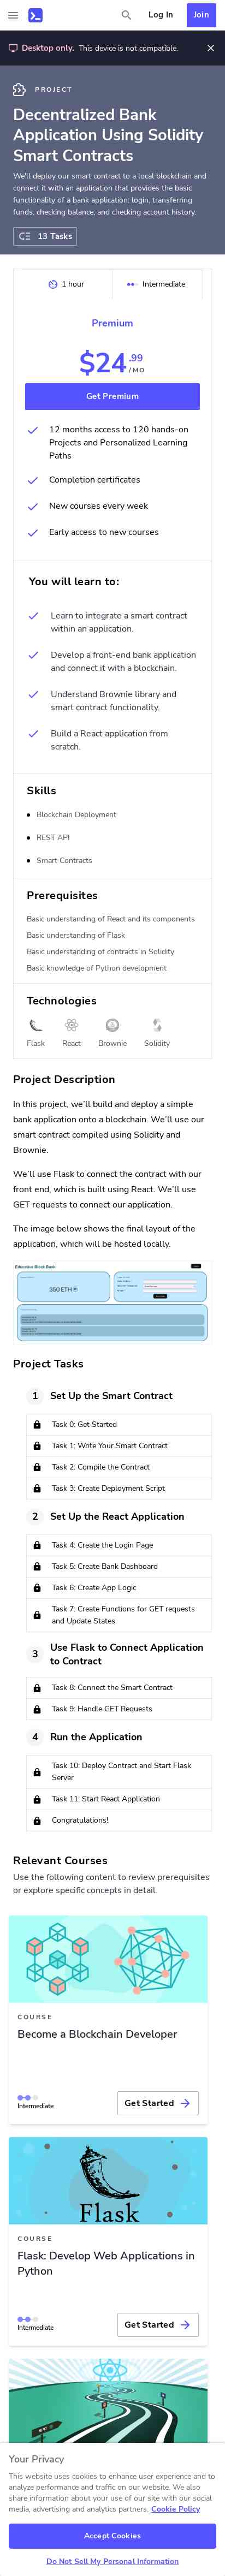 Log In
Join
Desktop only. This device is not compatible.
PROJECT
Decentralized Bank
Application Using Solidity
Smart Contracts
We'll deploy our smart contract to a local blockchain and
connect it with an application that provides the basic
functionality of a bank application: login, transferring
funds, checking balance, and checking account history.
13 Tasks
1 hour
Intermediate
Premium
$24.99 / MO
Get Premium
12 months access to 120 hands-on
Projects and Personalized Learning
Paths
Completion certificates
New courses every week
Early access to new courses
You will learn to:
Learn to integrate a smart contract
within an application.
Develop a front-end bank application
and connect it with a blockchain.
Understand Brownie library and
smart contract functionality.
Build a React application from
scratch.
Skills
Blockchain Deployment
REST API
Smart Contracts
Prerequisites
Basic understanding of React and its components
Basic understanding of Flask
Basic understanding of contracts in Solidity
Basic knowledge of Python development
Technologies
Flask
React
Brownie
Solidity
Project Description
In this project, we'll build and deploy a simple
bank application onto a blockchain. We'll use our
smart contract compiled using Solidity and
Brownie.
We'll use Flask to connect the contract with our
front end, which is built using React. We'll use
GET requests to connect our application.
The image below shows the final layout of the
application, which will be hosted locally.
Education Block Bank
350 ETH
Project Tasks
1 Set Up the Smart Contract
Task 0: Get Started
Task 1: Write Your Smart Contract
Task 2: Compile the Contract
Task 3: Create Deployment Script
2 Set Up the React Application
Task 4: Create the Login Page
Task 5: Create Bank Dashboard
Task 6: Create App Logic
Task 7: Create Functions for GET requests
and Update States
3 Use Flask to Connect Application
to Contract
Task 8: Connect the Smart Contract
Task 9: Handle GET Requests
4 Run the Application
Task 10: Deploy Contract and Start Flask
Server
Task 11: Start React Application
Congratulations!
Relevant Courses
Use the following content to review prerequisites
or explore specific concepts in detail.
COURSE
Become a Blockchain Developer
Intermediate
Get Started
Flask
COURSE
Flask: Develop Web Applications in
Python
Intermediate
Get Started
Your Privacy
This website uses cookies to enhance user experience and to
analyze performance and traffic on our website. We also
share information about your use of our site with our social
media, advertising and analytics partners. Cookie Policy
Accept Cookies
Do Not Sell My Personal Information